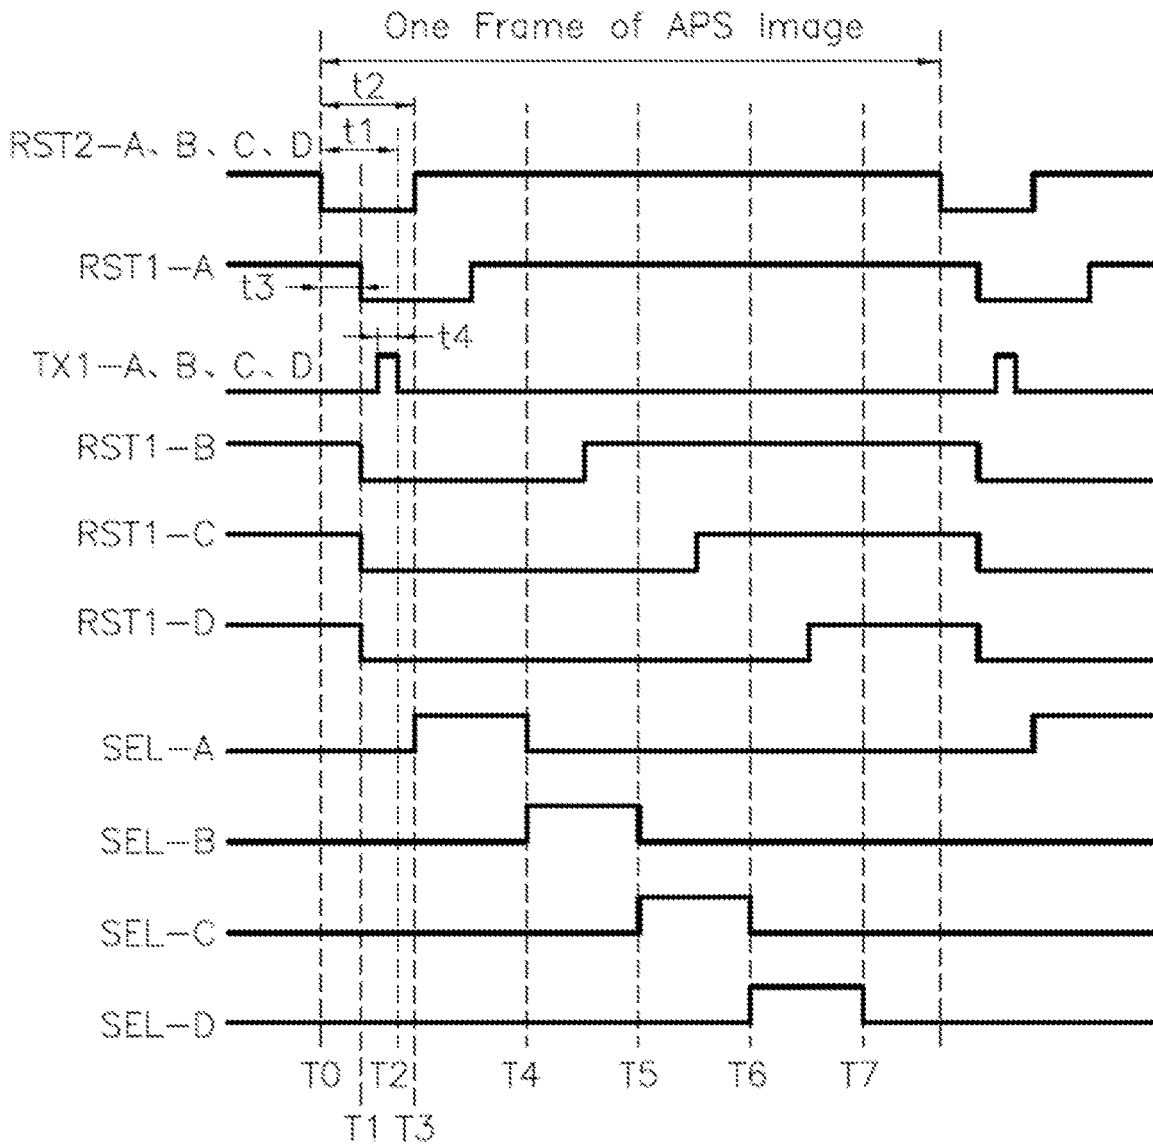 One Frame of APS Image
t2
t1
RST2-A、B、C、D
RST1-A
t3
t4
TX1-A、B、C、D
RST1-B
RST1-C
RST1-D
SEL-A
SEL-B
SEL-C
SEL-D
T0 T2 T4 T5 T6 T7
T1 T3